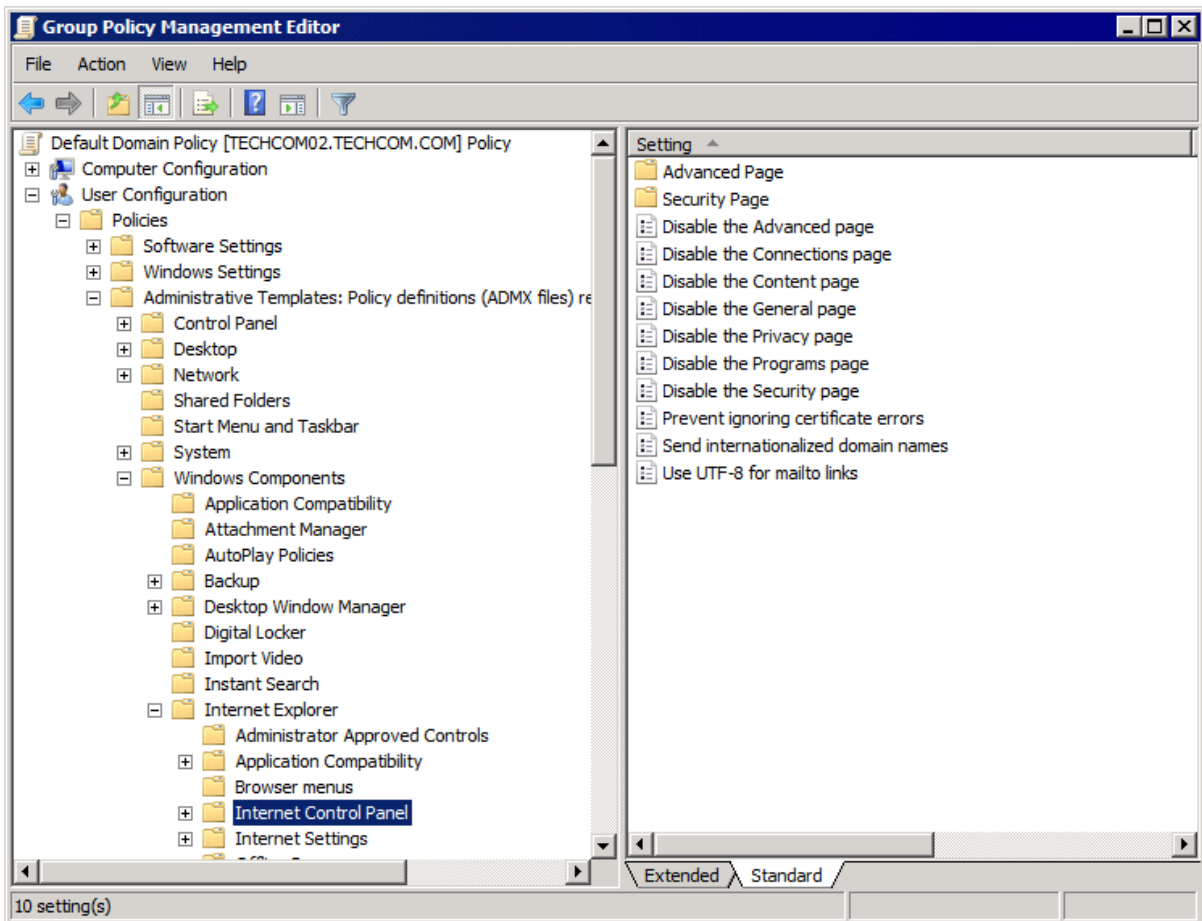 Group Policy Management Editor
File Action View Help
Default Domain Policy [TECHCOM02.TECHCOM.COM] Policy
Computer Configuration
User Configuration
Policies
Software Settings
Windows Settings
Administrative Templates: Policy definitions (ADMX files) re
Control Panel
Desktop
Network
Shared Folders
Start Menu and Taskbar
System
Windows Components
Application Compatibility
Attachment Manager
AutoPlay Policies
Backup
Desktop Window Manager
Digital Locker
Import Video
Instant Search
Internet Explorer
Administrator Approved Controls
Application Compatibility
Browser menus
Internet Control Panel
Internet Settings
Setting
Advanced Page
Security Page
Disable the Advanced page
Disable the Connections page
Disable the Content page
Disable the General page
Disable the Privacy page
Disable the Programs page
Disable the Security page
Prevent ignoring certificate errors
Send internationalized domain names
Use UTF-8 for mailto links
Extended Standard
10 setting(s)